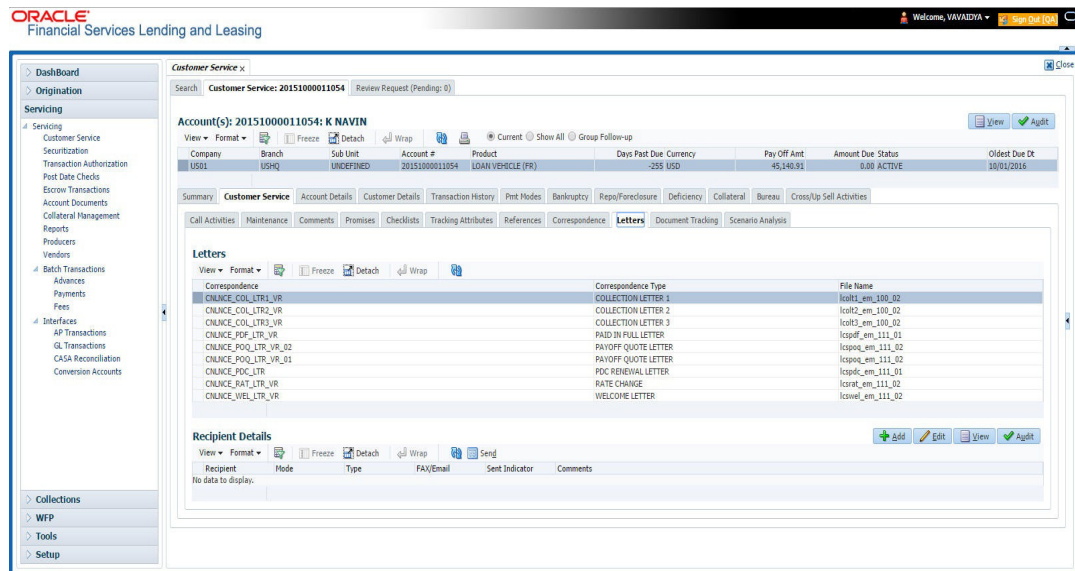 ORACLE®
Financial Services Lending and Leasing
Welcome, VAVAIDYA
Sign Out [QA]
Close
DashBoard
Origination
Servicing
Servicing
Customer Service
Securitization
Transaction Authorization
Post Date Checks
Escrow Transactions
Account Documents
Collateral Management
Reports
Producers
Vendors
Batch Transactions
Advances
Payments
Fees
Interfaces
AP Transactions
GL Transactions
CASA Reconciliation
Conversion Accounts
Collections
WFP
Tools
Setup
Customer Service x
Search Customer Service: 20151000011054 Review Request (Pending: 0)
Account(s): 20151000011054: K NAVIN
View Audit
View Format Freeze Detach Wrap Current Show All Group Follow-up
Company Branch Sub Unit Account # Product Days Past Due Currency Pay Off Amt Amount Due Status Oldest Due Dt
US01 USHQ UNDEFINED 20151000011054 LOAN VEHICLE (FR) -255 USD 45,140.91 0.00 ACTIVE 10/01/2016
Summary Customer Service Account Details Customer Details Transaction History Pmt Modes Bankruptcy Repo/Foreclosure Deficiency Collateral Bureau Cross/Up Sell Activities
Call Activities Maintenance Comments Promises Checklists Tracking Attributes References Correspondence Letters Document Tracking Scenario Analysis
Letters
View Format Freeze Detach Wrap
Correspondence Correspondence Type File Name
CNLNCE_COL_LTR1_VR COLLECTION LETTER 1 lcolt1_em_100_02
CNLNCE_COL_LTR2_VR COLLECTION LETTER 2 lcolt2_em_100_02
CNLNCE_COL_LTR3_VR COLLECTION LETTER 3 lcolt3_em_100_02
CNLNCE_PDF_LTR_VR PAID IN FULL LETTER lcspdf_em_111_01
CNLNCE_POQ_LTR_VR_02 PAYOFF QUOTE LETTER lcspoq_em_111_02
CNLNCE_POQ_LTR_VR_01 PAYOFF QUOTE LETTER lcspoq_em_111_02
CNLNCE_PDC_LTR PDC RENEWAL LETTER lcspdc_em_111_01
CNLNCE_RAT_LTR_VR RATE CHANGE lcsrat_em_111_02
CNLNCE_WEL_LTR_VR WELCOME LETTER lcswel_em_111_02
Recipient Details
Add Edit View Audit
View Format Freeze Detach Wrap Send
Recipient Mode Type FAX/Email Sent Indicator Comments
No data to display.